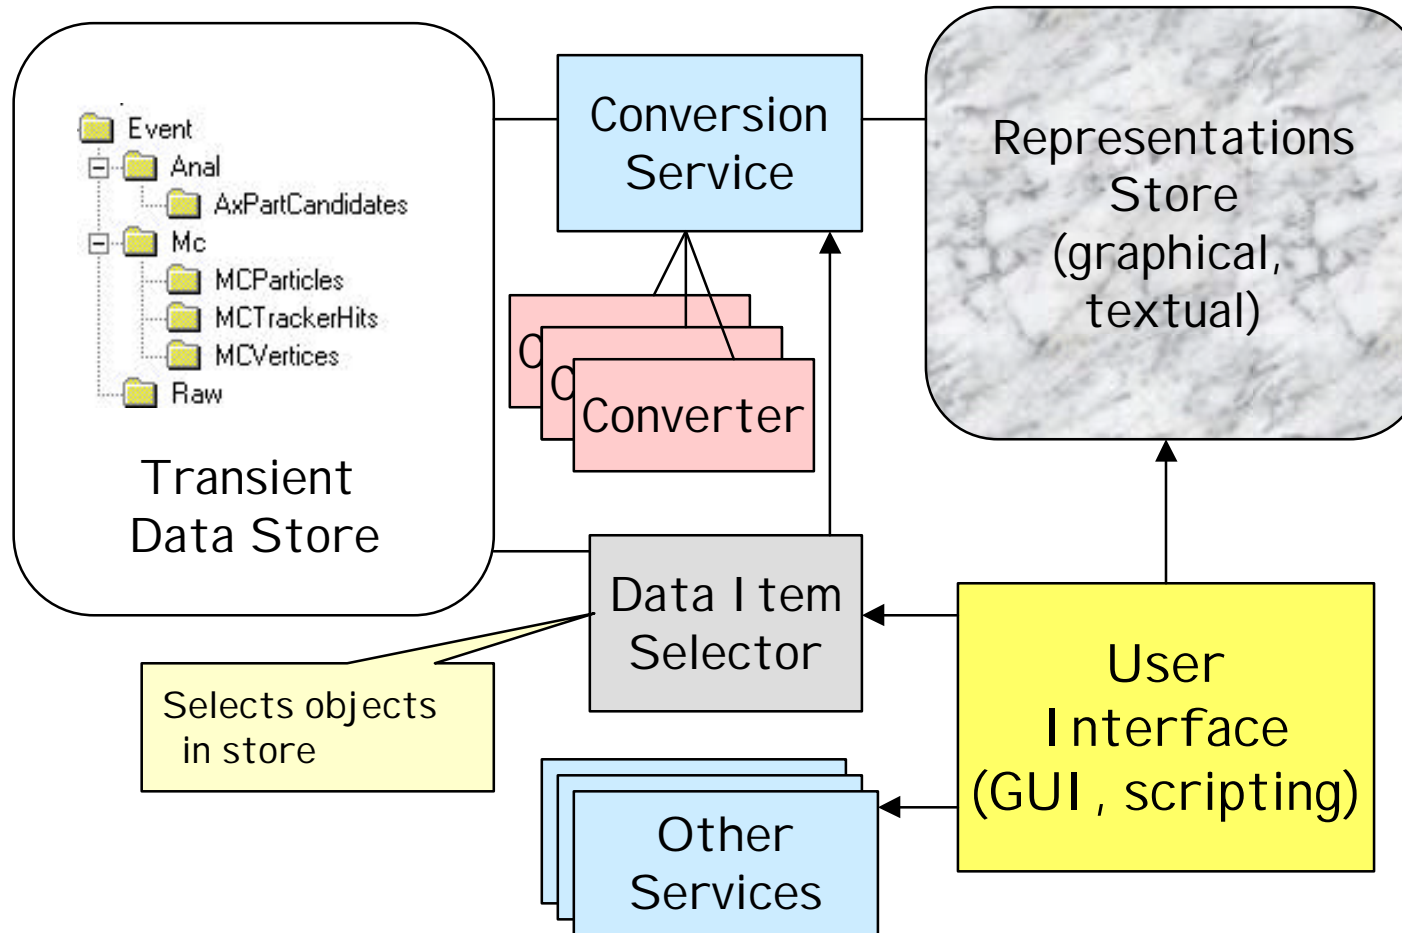 Event
Anal
AxPartCandidates
Mc
MCParticles
MCTrackerHits
MCVertices
Raw
Transient
Data Store
Conversion
Service
Converter
Representations
Store
(graphical,
textual)
Data Item
Selector
Selects objects
in store
User
Interface
(GUI, scripting)
Other
Services